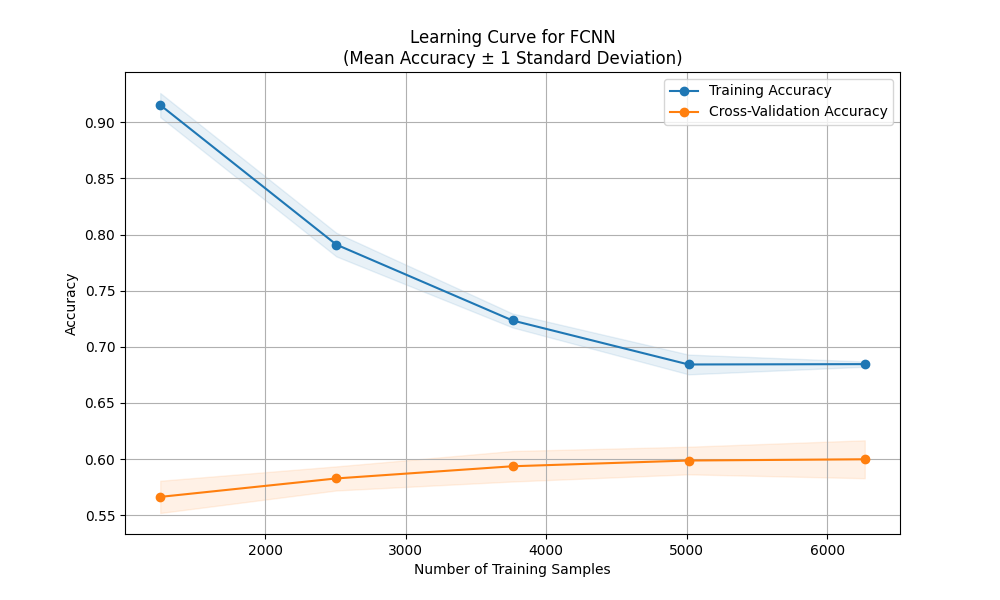 Learning Curve for FCNN
(Mean Accuracy ± 1 Standard Deviation)
Training Accuracy
Cross-Validation Accuracy
Accuracy
0.90
0.85
0.80
0.75
0.70
0.65
0.60
0.55
2000 3000 4000 5000 6000
Number of Training Samples